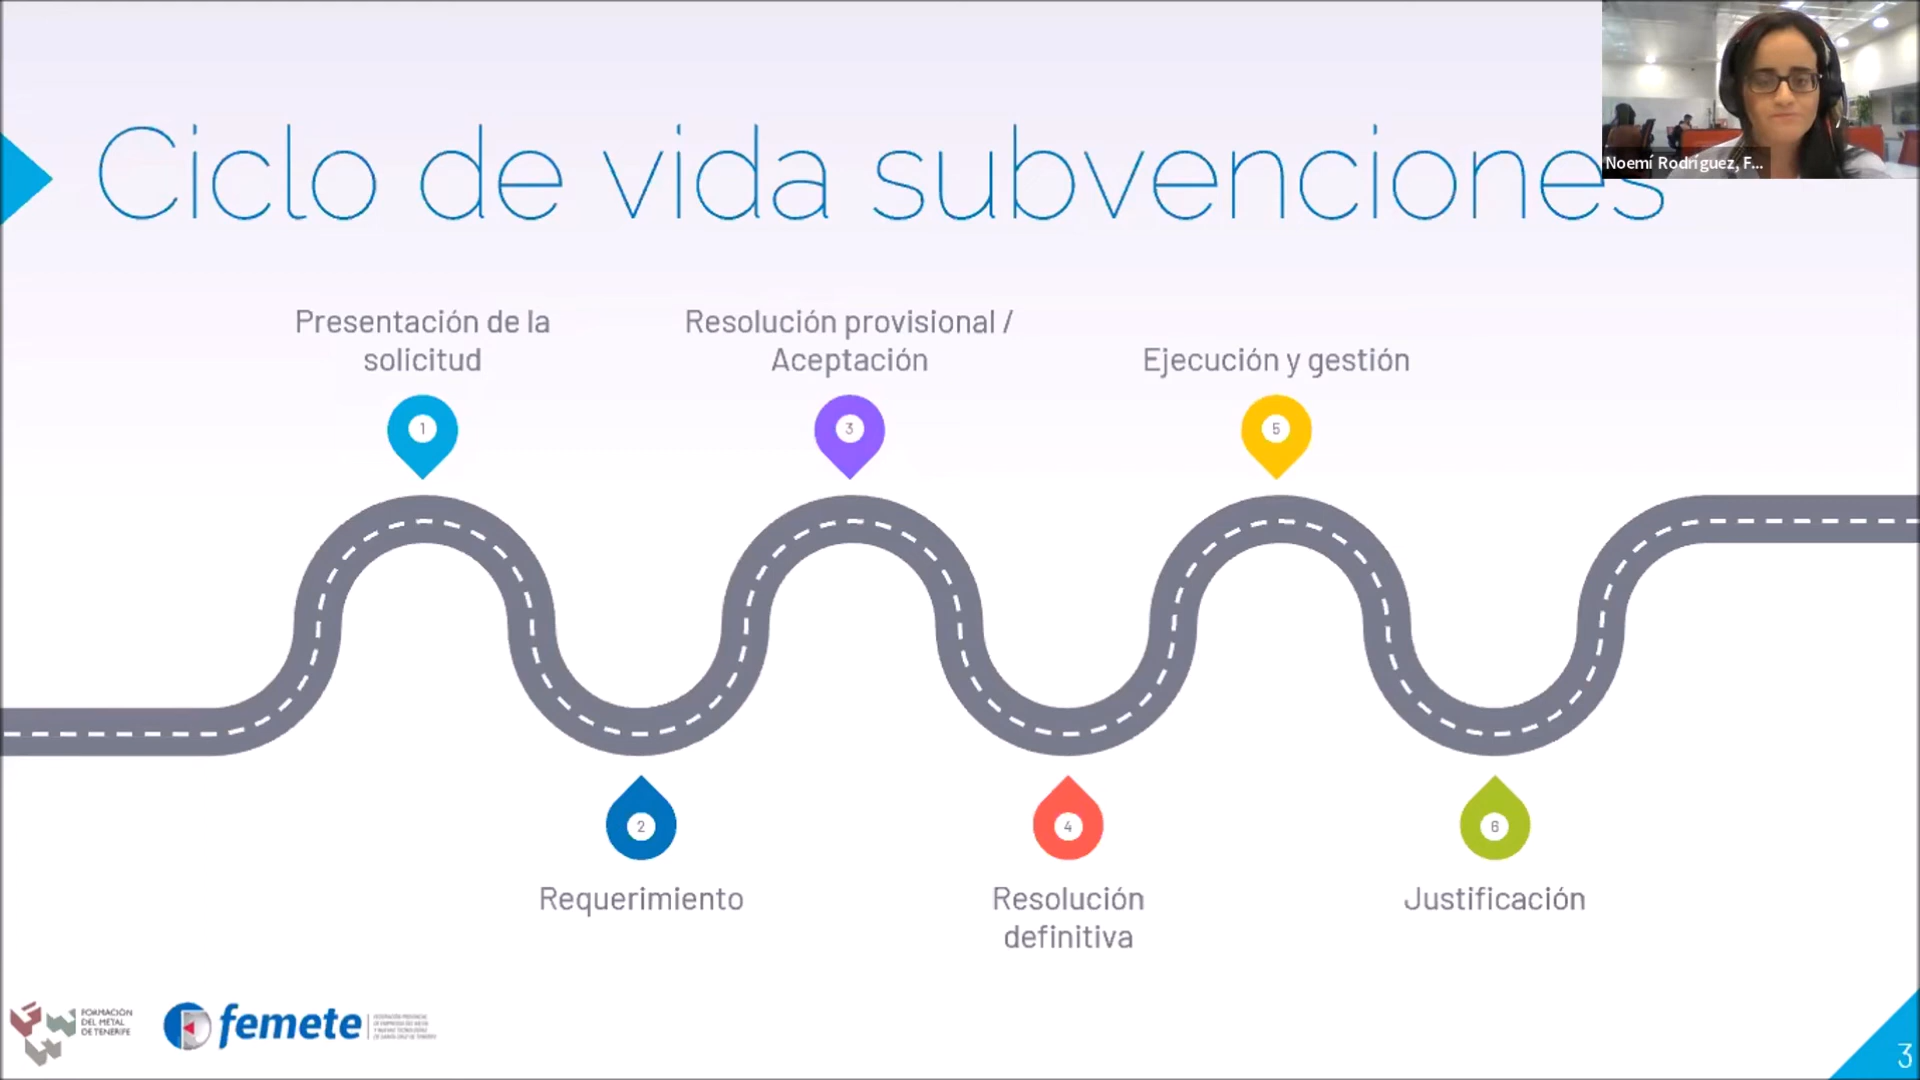 Ciclo de vida subvenciones
Noemí Rodríguez, F...
Presentación de la
solicitud
Resolución provisional /
Aceptación
Ejecución y gestión
1
3
5
2
4
6
Requerimiento
Resolución
definitiva
Justificación
FORMACIÓN
DEL METAL
DE TENERIFE
femete
3